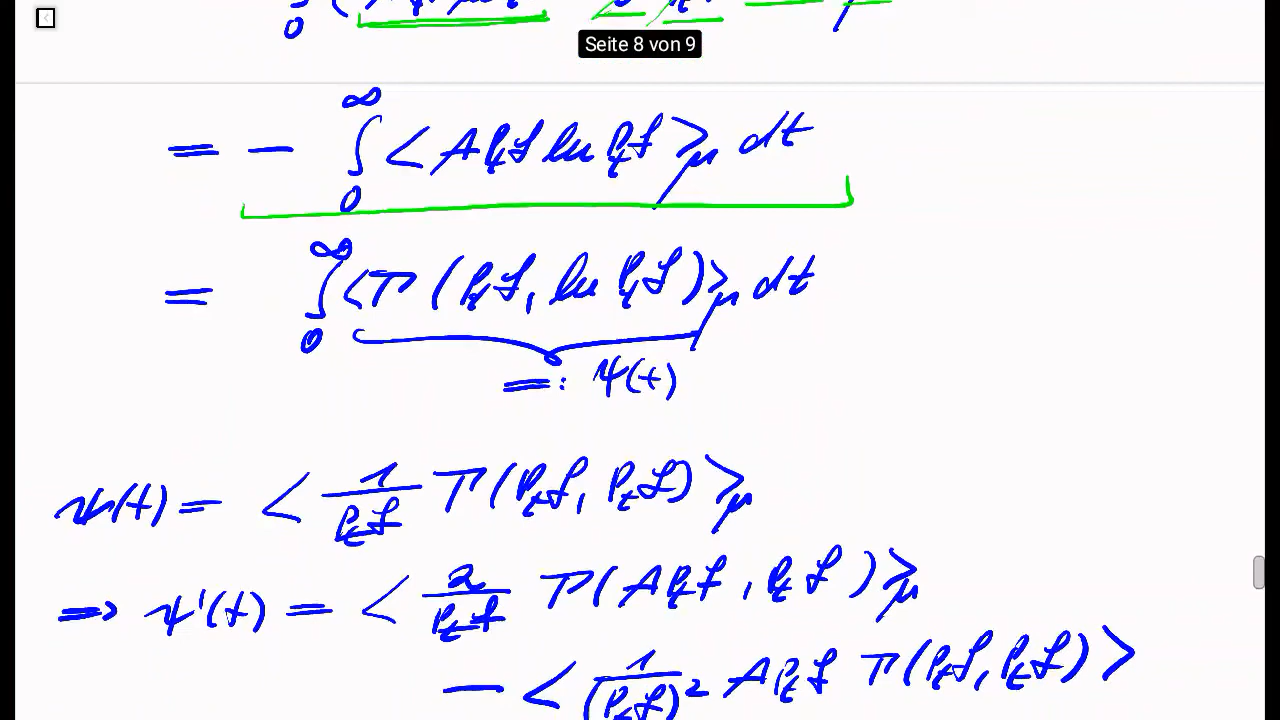 Seite 8 von 9
= - ∫₀^∞ < A P_t f ln P_t f >_μ dt
= ∫₀^∞ < Γ ( P_t f, ln P_t f ) >_μ dt
=: ψ(t)
ψ(t) = < 1/(P_t f) Γ ( P_t f, P_t f ) >_μ
=> ψ'(t) = < 2/(P_t f) Γ ( A P_t f, P_t f ) >_μ
- < 1/(P_t f)² A P_t f Γ ( P_t f, P_t f ) >